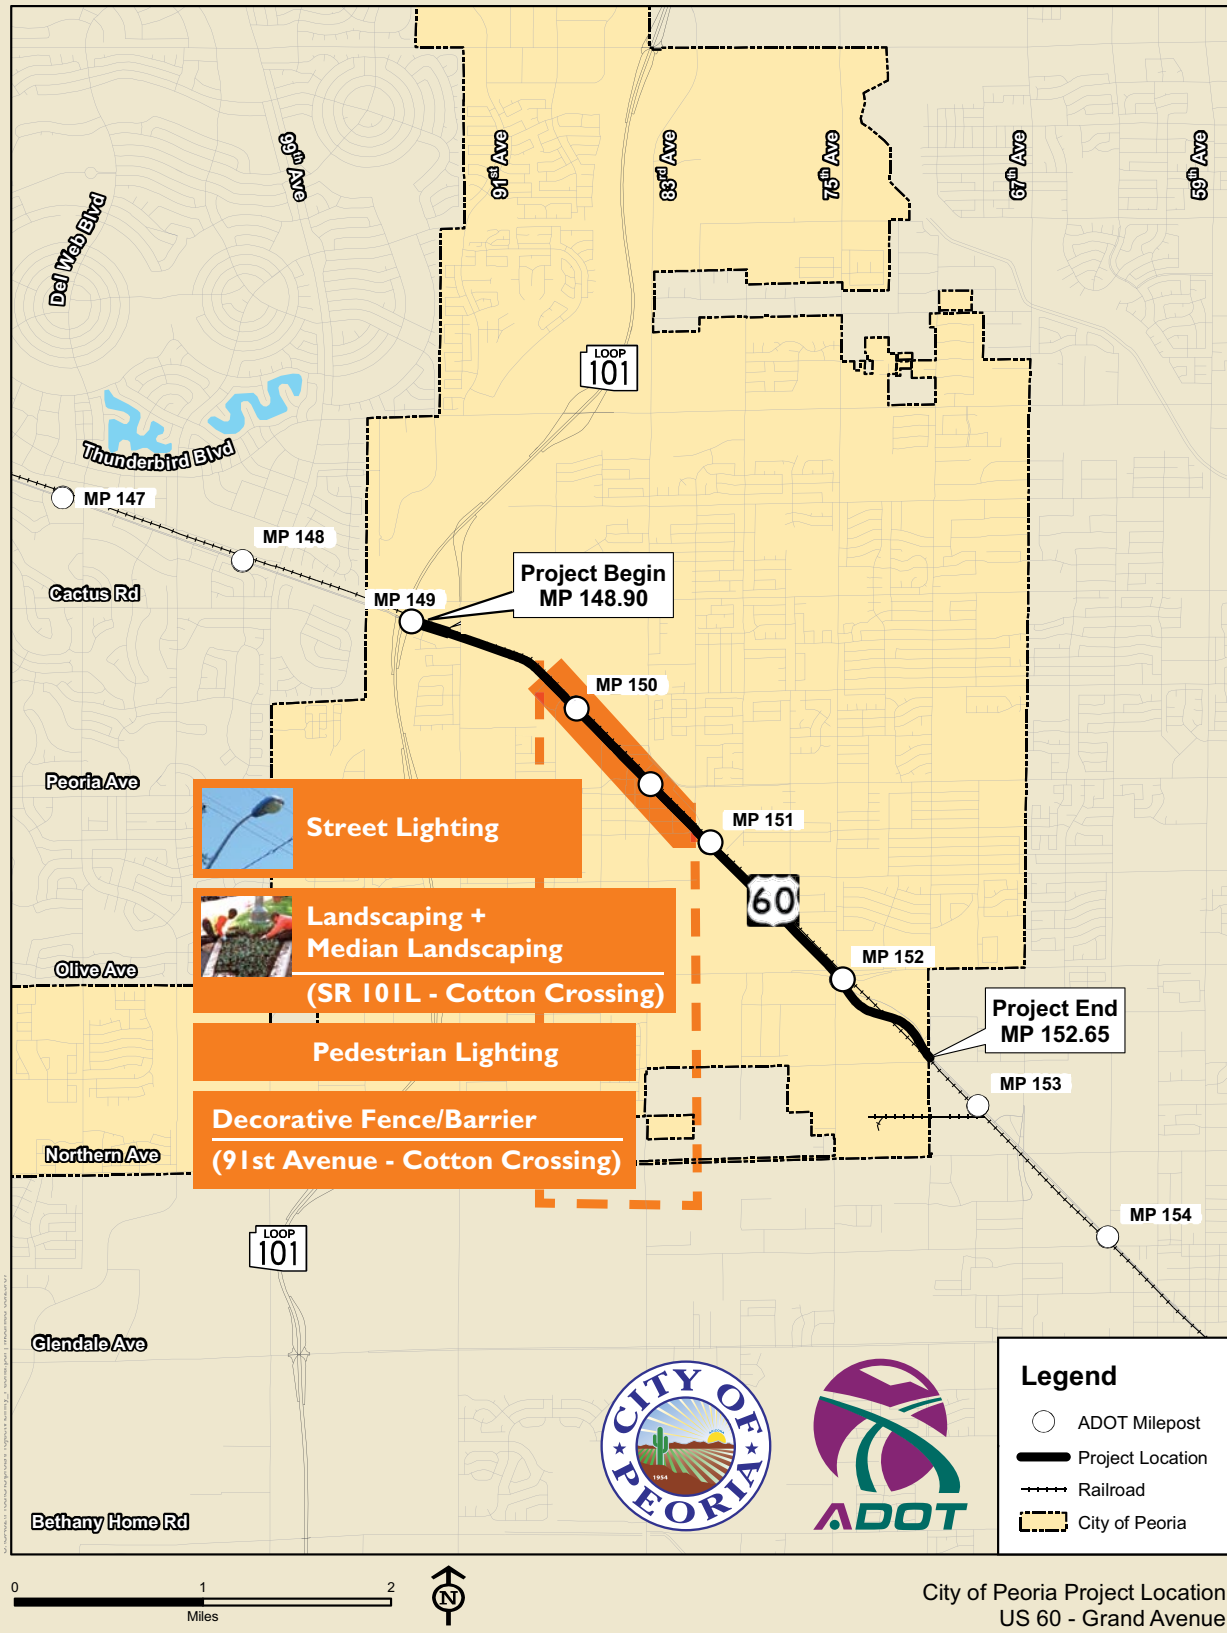 91st Ave
83rd Ave
75th Ave
67th Ave
59th Ave
99th Ave
Del Web Blvd
LOOP
101
Thunderbird Blvd
MP 147
MP 148
Cactus Rd
MP 149
Project Begin
MP 148.90
MP 150
Peoria Ave
Street Lighting
MP 151
60
Landscaping +
Median Landscaping
(SR 101L - Cotton Crossing)
Olive Ave
MP 152
Project End
MP 152.65
Pedestrian Lighting
MP 153
Decorative Fence/Barrier
(91st Avenue - Cotton Crossing)
Northern Ave
MP 154
LOOP
101
Glendale Ave
CITY OF
PEORIA
1954
ADOT
Bethany Home Rd
Legend
ADOT Milepost
Project Location
Railroad
City of Peoria
0 1 2
Miles
N
City of Peoria Project Location
US 60 - Grand Avenue